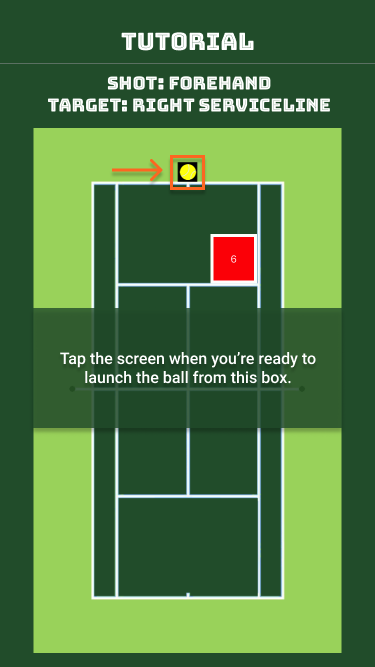 TUTORIAL
SHOT: FOREHAND
TARGET: RIGHT SERVICELINE
6
Tap the screen when you're ready to
launch the ball from this box.